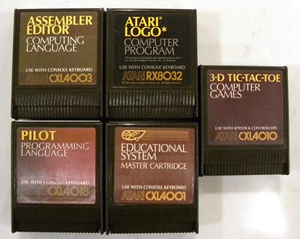 ASSEMBLER
EDITOR
COMPUTING
LANGUAGE
USE WITH CONSOLE KEYBOARD
ATARI CXL4003
ATARI
LOGO*
COMPUTER
PROGRAM
USE WITH CONSOLE KEYBOARD
ATARI RX8032
3-D TIC-TAC-TOE
COMPUTER
GAMES
USE WITH JOYSTICK CONTROLLERS
ATARI CXL4010
PILOT
PROGRAMMING
LANGUAGE
USE WITH CONSOLE KEYBOARD
ATARI CXL4018
EDUCATIONAL
SYSTEM
MASTER CARTRIDGE
USE WITH CONSOLE KEYBOARD
ATARI CXL4001